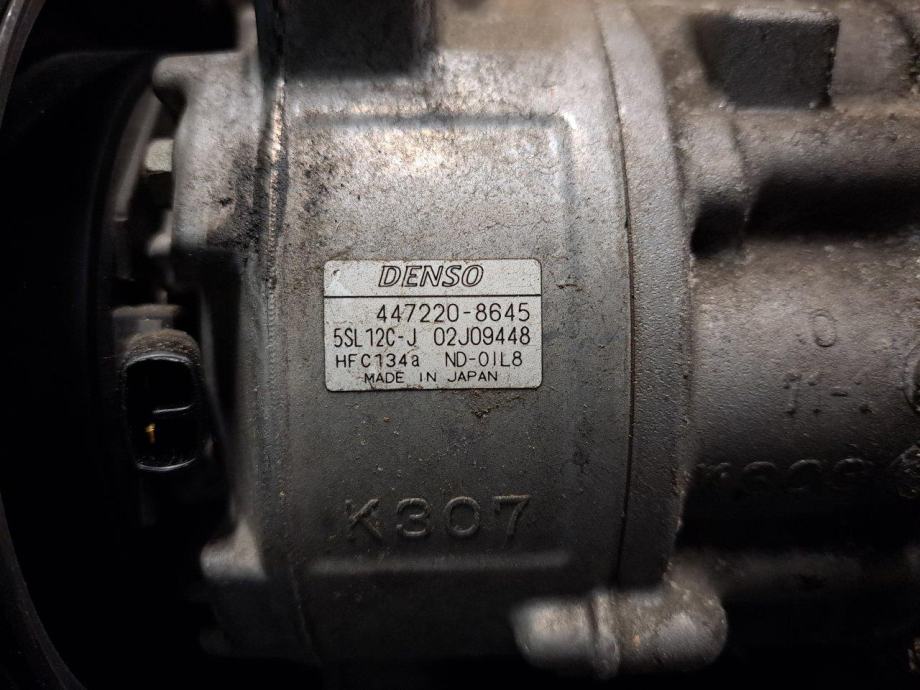 DENSO
447220-8645
5SL12C-J 02J09448
HFC134a ND-OIL8
MADE IN JAPAN
K307